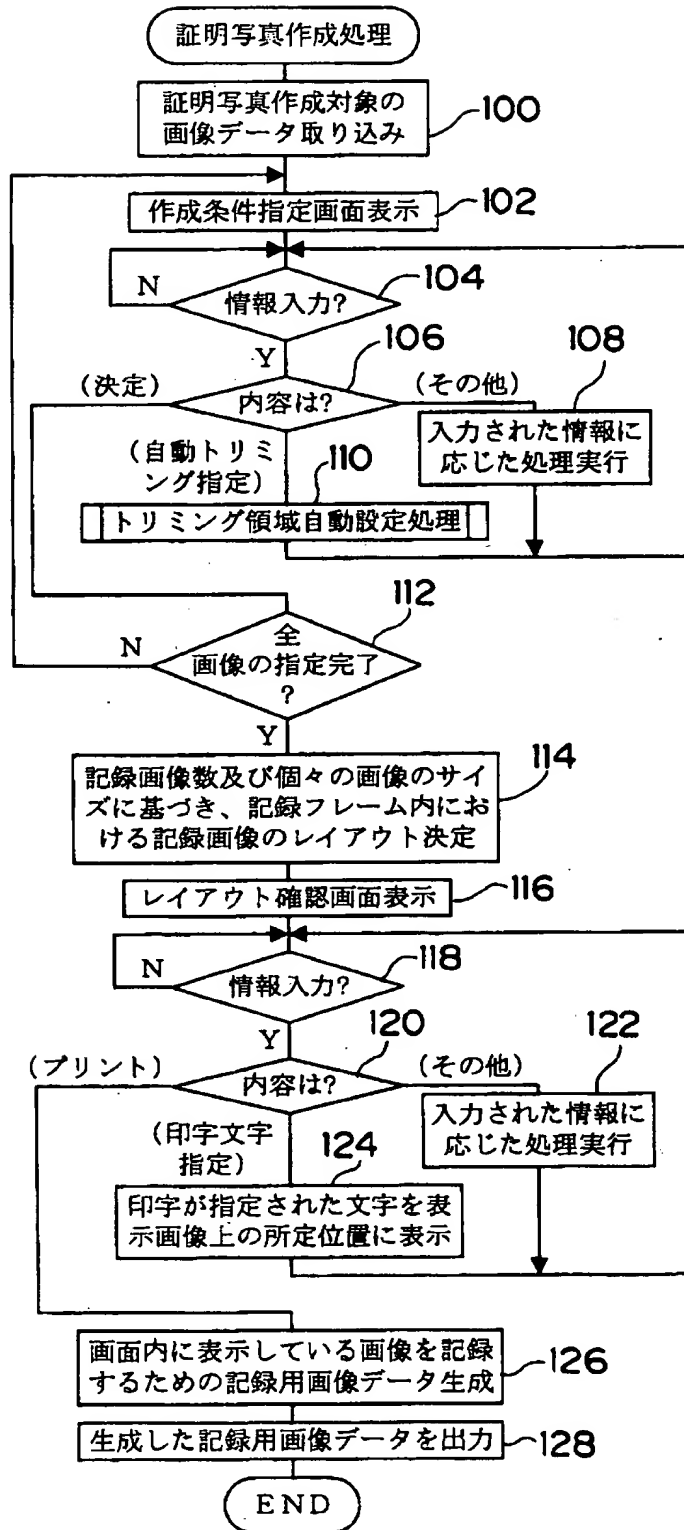 証明写真作成処理
証明写真作成対象の
画像データ取り込み
100
作成条件指定画面表示
102
N
情報入力?
104
Y
106
(決定)
内容は?
(その他)
108
入力された情報に
応じた処理実行
(自動トリミ
ング指定)
110
トリミング領域自動設定処理
112
N
全
画像の指定完了
?
Y
記録画像数及び個々の画像のサイ
ズに基づき、記録フレーム内にお
ける記録画像のレイアウト決定
114
レイアウト確認画面表示
116
N
情報入力?
118
Y
120
(プリント)
内容は?
(その他)
122
入力された情報に
応じた処理実行
(印字文字
指定)
124
印字が指定された文字を表
示画像上の所定位置に表示
画面内に表示している画像を記録
するための記録用画像データ生成
126
生成した記録用画像データを出力
128
END